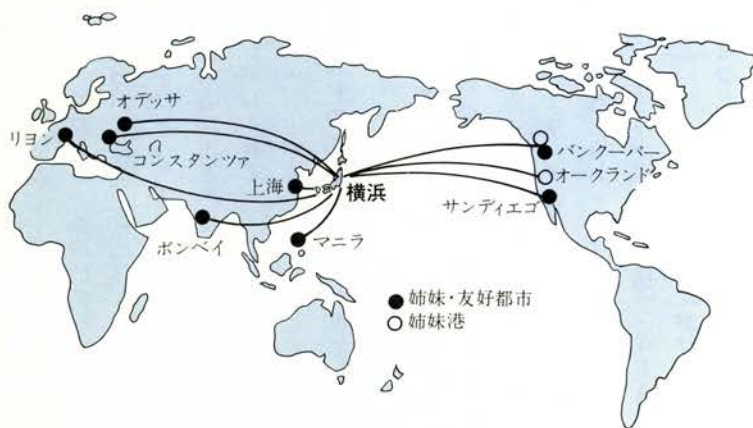 オデッサ
リヨン
コンスタンツァ
上海
横浜
ボンベイ
マニラ
バンクーバー
オークランド
サンディエゴ
●姉妹・友好都市
○姉妹港